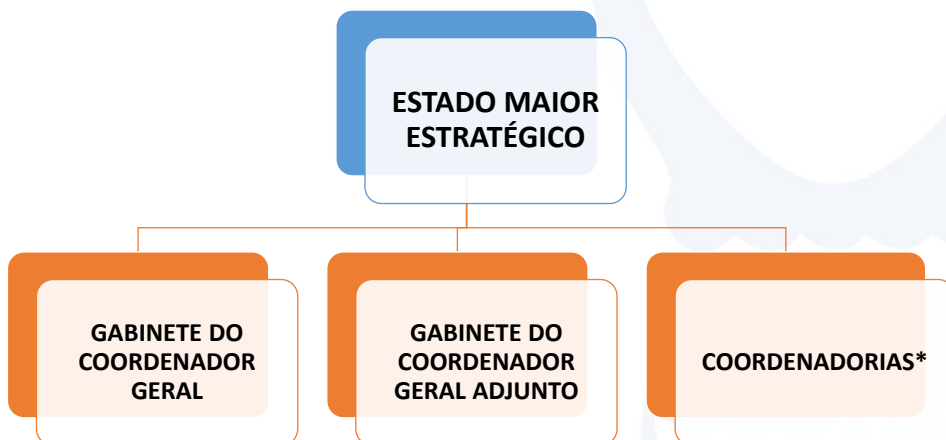 ESTADO MAIOR
ESTRATÉGICO
GABINETE DO
COORDENADOR
GERAL
GABINETE DO
COORDENADOR
GERAL ADJUNTO
COORDENADORIAS*